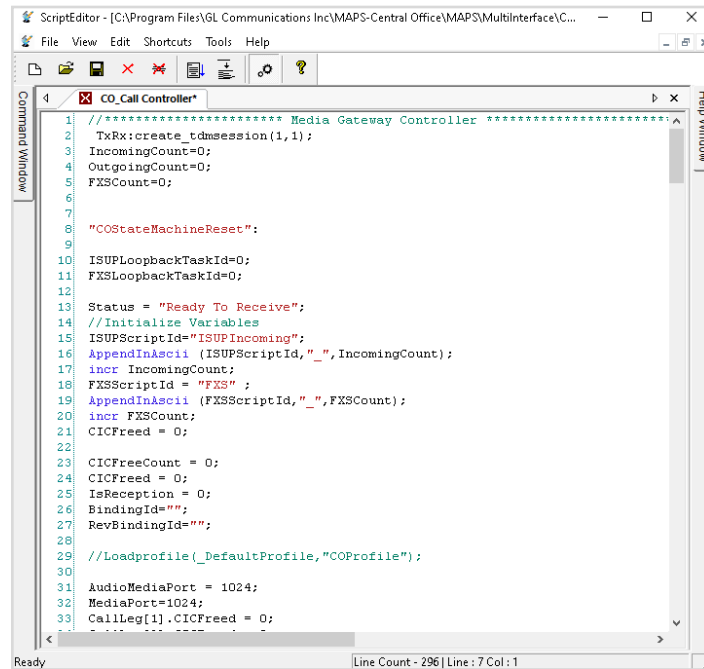 ScriptEditor - [C:\Program Files\GL Communications Inc\MAPS-Central Office\MAPS\MultiInterface\C...
File View Edit Shortcuts Tools Help
CO_Call Controller*
Command Window
Help Window
1 //*********************** Media Gateway Controller ************************
2 TxRx:create_tdmsession(1,1);
3 IncomingCount=0;
4 OutgoingCount=0;
5 FXSCount=0;
6
7
8 "COStateMachineReset":
9
10 ISUPLoopbackTaskId=0;
11 FXSLoopbackTaskId=0;
12
13 Status = "Ready To Receive";
14 //Initialize Variables
15 ISUPScriptId="ISUPIncoming";
16 AppendInAscii (ISUPScriptId,"_",IncomingCount);
17 incr IncomingCount;
18 FXSScriptId = "FXS" ;
19 AppendInAscii (FXSScriptId,"_",FXSCount);
20 incr FXSCount;
21 CICFreed = 0;
22
23 CICFreeCount = 0;
24 CICFreed = 0;
25 IsReception = 0;
26 BindingId="";
27 RevBindingId="";
28
29 //Loadprofile(_DefaultProfile,"COProfile");
30
31 AudioMediaPort = 1024;
32 MediaPort=1024;
33 CallLeg[1].CICFreed = 0;
Ready
Line Count - 296 | Line : 7 Col : 1